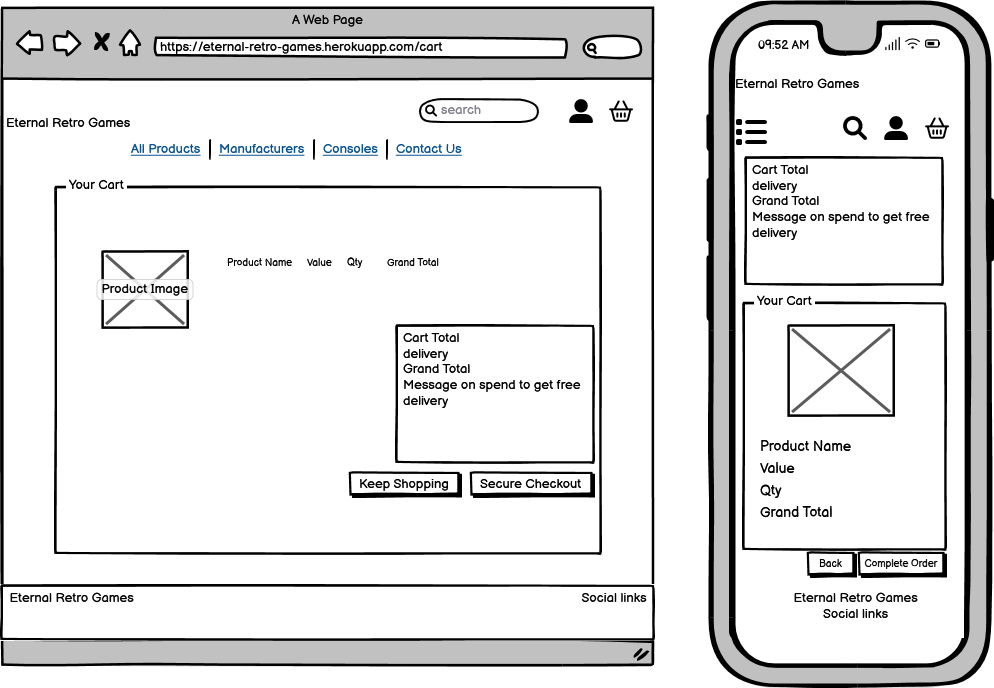 A Web Page
https://eternal-retro-games.herokuapp.com/cart
search
Eternal Retro Games
All Products
Manufacturers
Consoles
Contact Us
Your Cart
Product Image
Product Name
Value
Qty
Grand Total
Cart Total
delivery
Grand Total
Message on spend to get free
delivery
Keep Shopping
Secure Checkout
Eternal Retro Games
Social links
09:52 AM
Eternal Retro Games
Cart Total
delivery
Grand Total
Message on spend to get free
delivery
Your Cart
Product Name
Value
Qty
Grand Total
Back
Complete Order
Eternal Retro Games
Social links